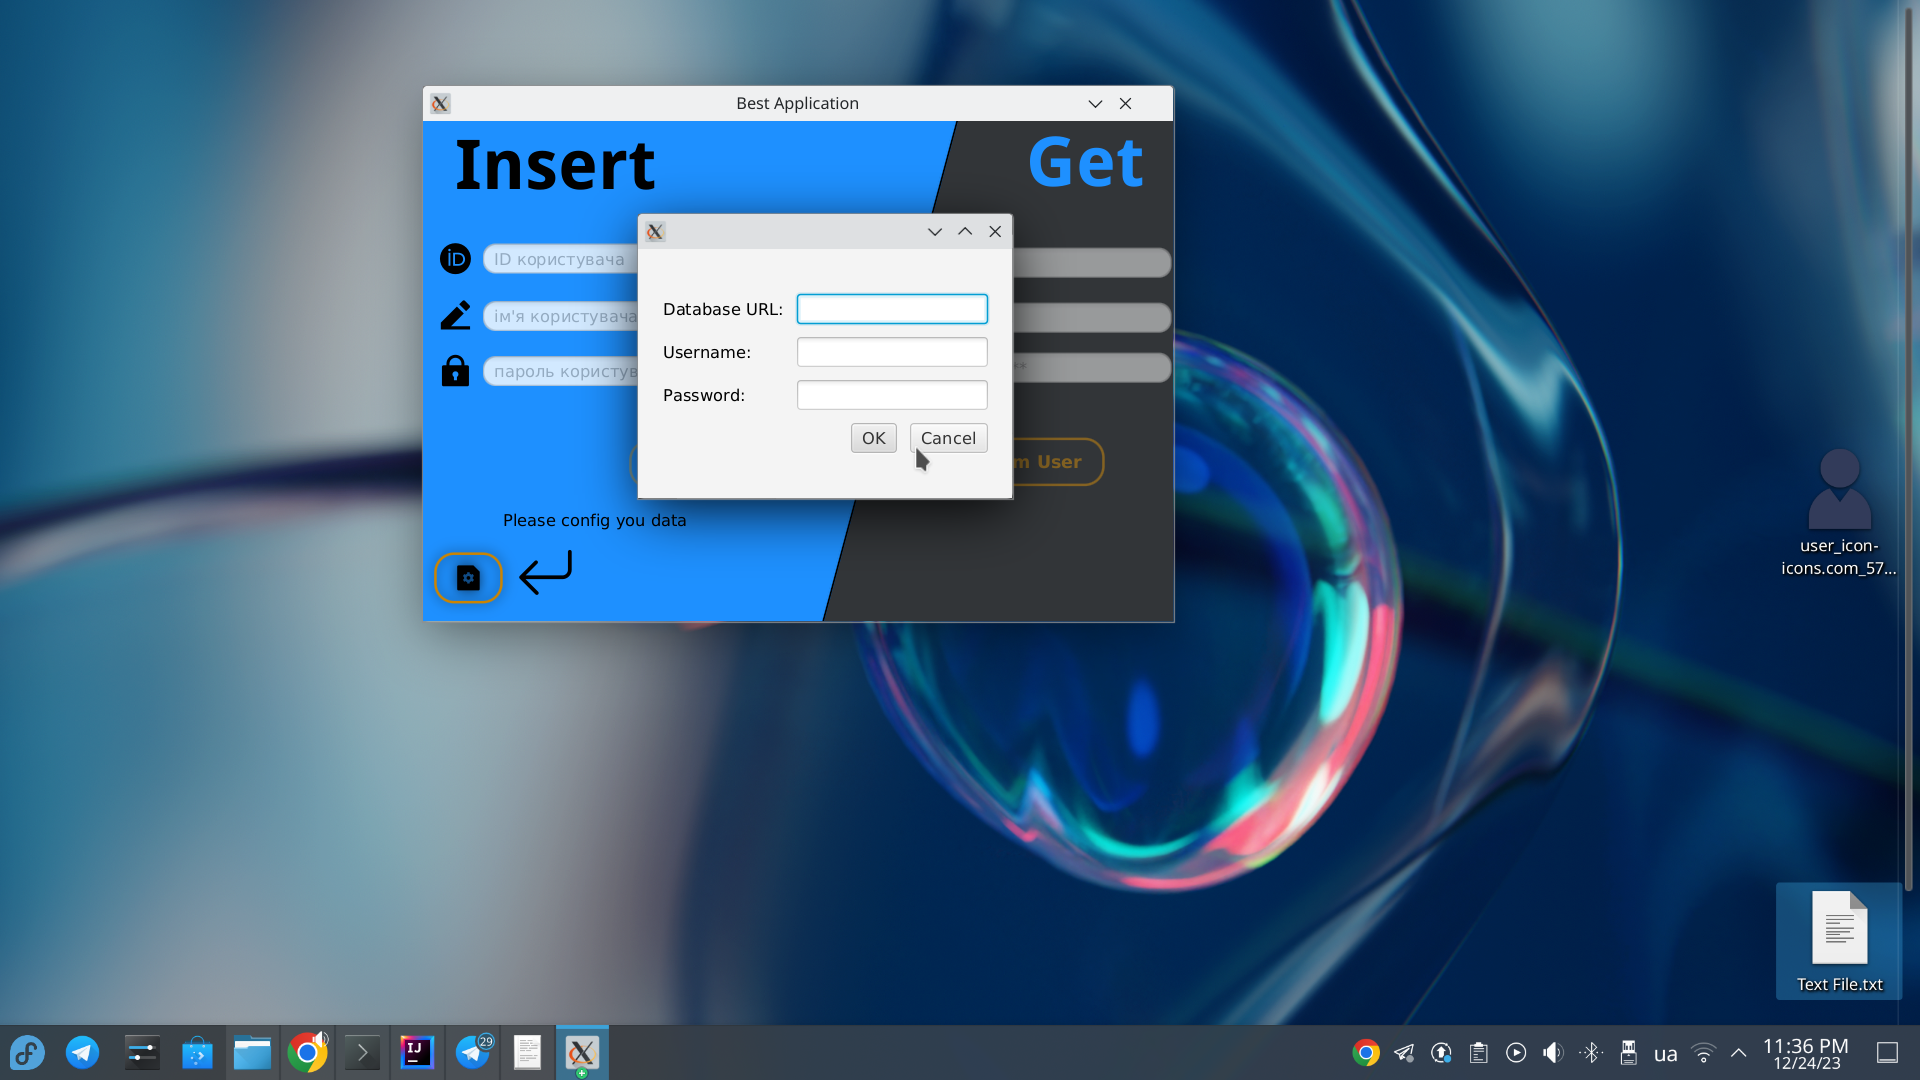 Best Application
Insert
Get
ID користувача
ім'я користувача
пароль користув
Database URL:
Username:
Password:
OK
Cancel
m User
Please config you data
user_icon-
icons.com_57...
Text File.txt
29
ua
11:36 PM
12/24/23